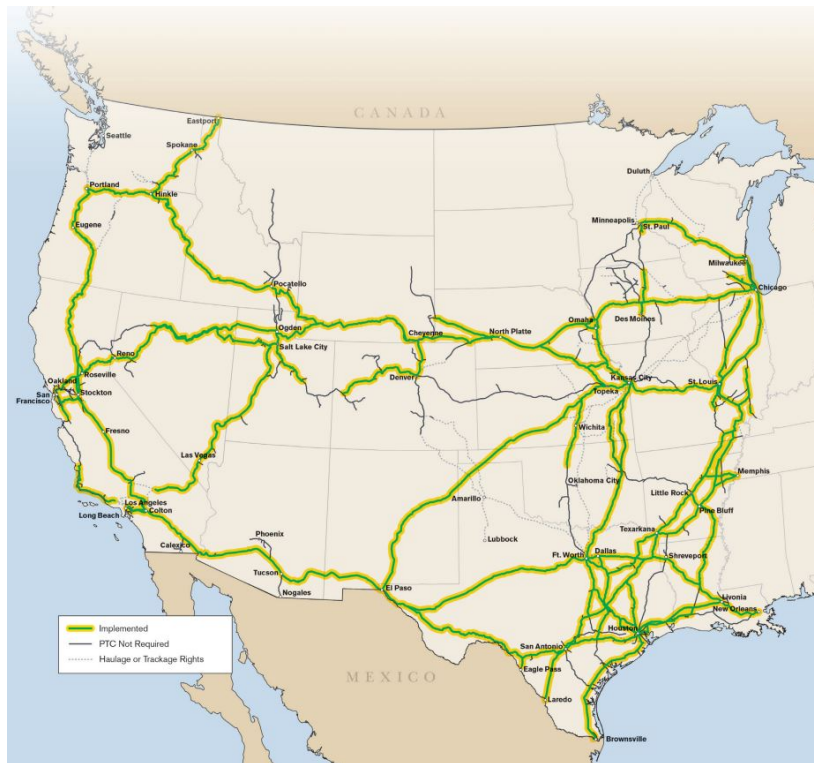 CANADA
Eastport
Seattle
Spokane
Duluth
Portland
Hinkle
Minneapolis
St. Paul
Eugene
Milwaukee
Pocatello
Chicago
Ogden
Omaha
Des Moines
Cheyenne
North Platte
Reno
Salt Lake City
Roseville
Oakland
San
Francisco
Stockton
Denver
Kansas City
St. Louis
Topeka
Fresno
Wichita
Las Vegas
Memphis
Oklahoma City
Little Rock
Amarillo
Los Angeles
Long Beach
Colton
Pine Bluff
Phoenix
Texarkana
Lubbock
Calexico
Ft. Worth
Dallas
Shreveport
Tucson
Nogales
El Paso
Livonia
New Orleans
Houston
San Antonio
Eagle Pass
MEXICO
Laredo
Brownsville
Implemented
PTC Not Required
Haulage or Trackage Rights